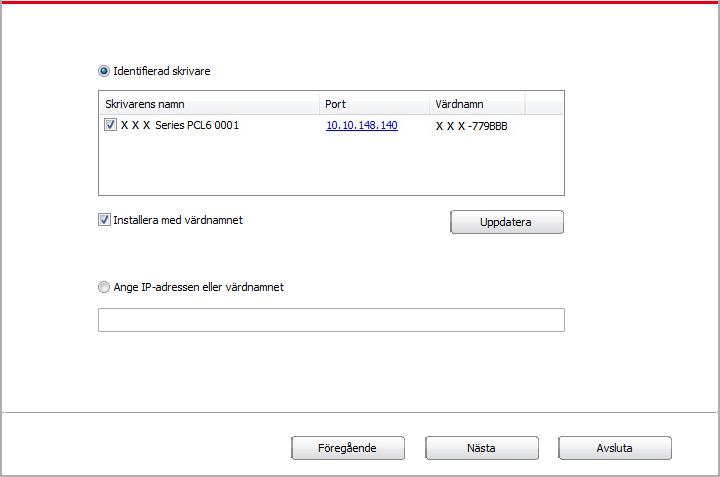 Identifierad skrivare
Skrivarens namn Port Värdnamn
X X X Series PCL6 0001 10.10.148.140 X X X -779BBB
Installera med värdnamnet Uppdatera
Ange IP-adressen eller värdnamnet
Föregående Nästa Avsluta